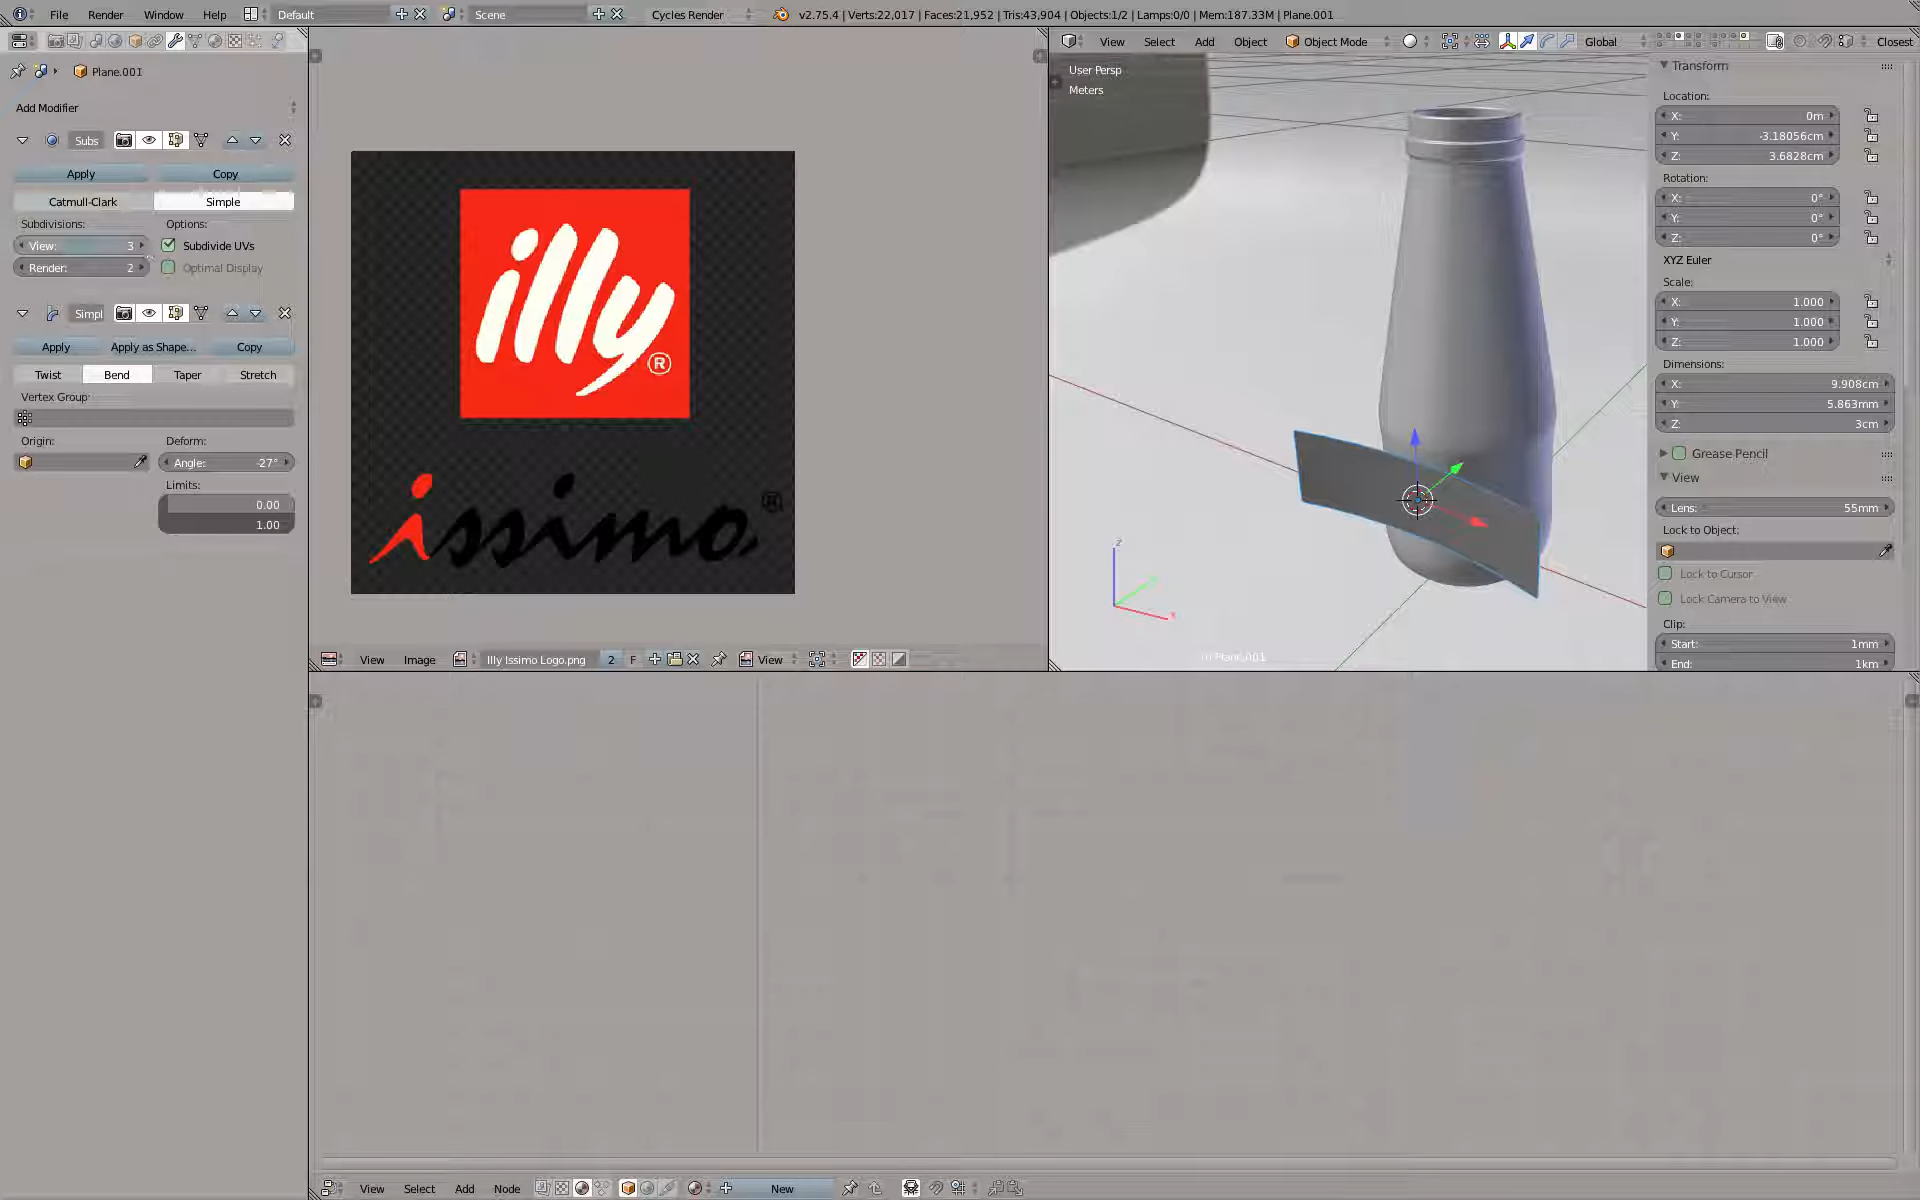 File Render Window Help Default Scene Cycles Render v2.75.4 | Verts:22,017 | Faces:21,952 | Tris:43,904 | Objects:1/2 | Lamps:0/0 | Mem:187.33M | Plane.001
Plane.001
Add Modifier
Subs
Apply Copy
Catmull-Clark Simple
Subdivisions: Options:
View: 3 Subdivide UVs
Render: 2 Optimal Display
Simpl
Apply Apply as Shape... Copy
Twist Bend Taper Stretch
Vertex Group:
Origin: Deform:
Angle: -27°
Limits:
0.00
1.00
illy ®
issimo. ®
View Image Illy Issimo Logo.png 2 F View
View Select Add Object Object Mode Global Closest
User Persp
Meters
z
x
Transform
Location:
X: 0m
Y: -3.18056cm
Z: 3.6828cm
Rotation:
X: 0°
Y: 0°
Z: 0°
XYZ Euler
Scale:
X: 1.000
Y: 1.000
Z: 1.000
Dimensions:
X: 9.908cm
Y: 5.863mm
Z: 3cm
Grease Pencil
View
Lens: 55mm
Lock to Object:
Lock to Cursor
Lock Camera to View
Clip:
Start: 1mm
End: 1km
View Select Add Node New